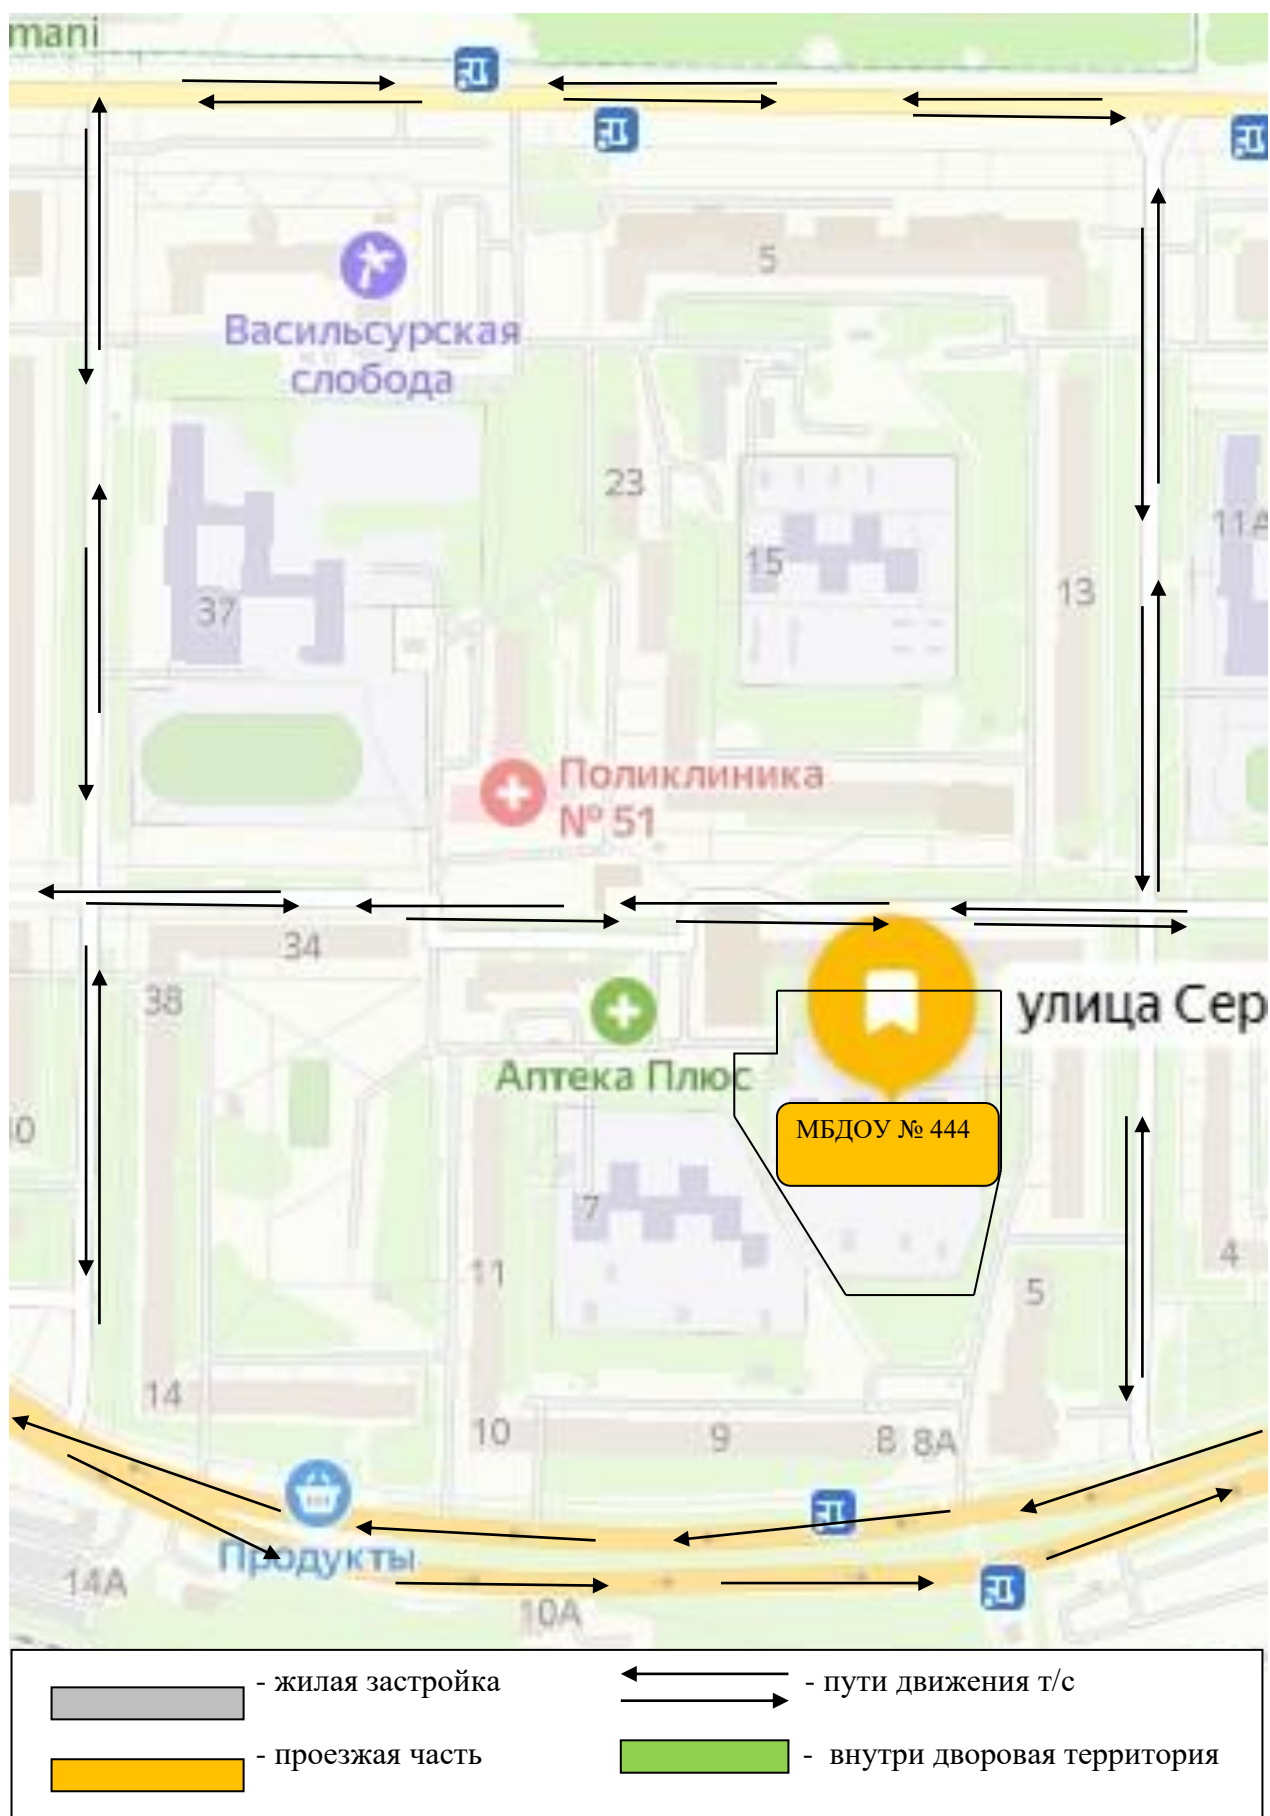 mani
5
Васильсурская
слобода
23
11А
15
13
37
Поликлиника
№ 51
34
38
улица Сер
Аптека Плюс
МБДОУ № 444
0
7
11
4
5
14
10
9
8
8А
Продукты
14А
10А
- жилая застройка
- пути движения т/с
- проезжая часть
- внутри дворовая территория